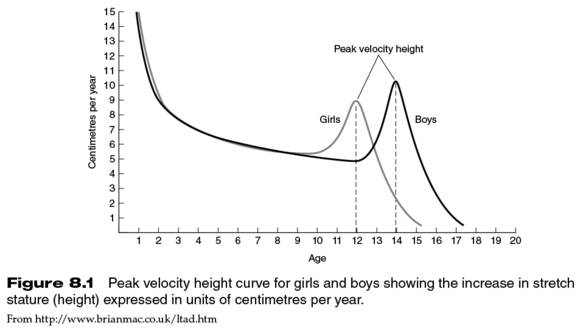 15
14
13
12
11
10
9
8
7
6
5
4
3
2
1
Centimetres per year
Peak velocity height
Girls
Boys
1 2 3 4 5 6 7 8 9 10 11 12 13 14 15 16 17 18 19 20
Age
Figure 8.1 Peak velocity height curve for girls and boys showing the increase in stretch
stature (height) expressed in units of centimetres per year.
From http://www.brianmac.co.uk/ltad.htm